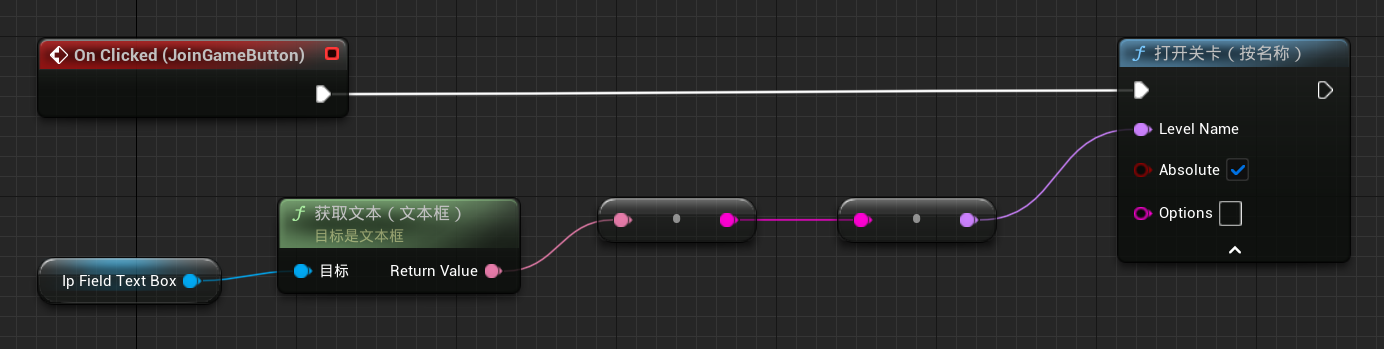 On Clicked (JoinGameButton)
打开关卡（按名称）
Level Name
Absolute
Options
获取文本（文本框）
目标是文本框
目标
Return Value
Ip Field Text Box